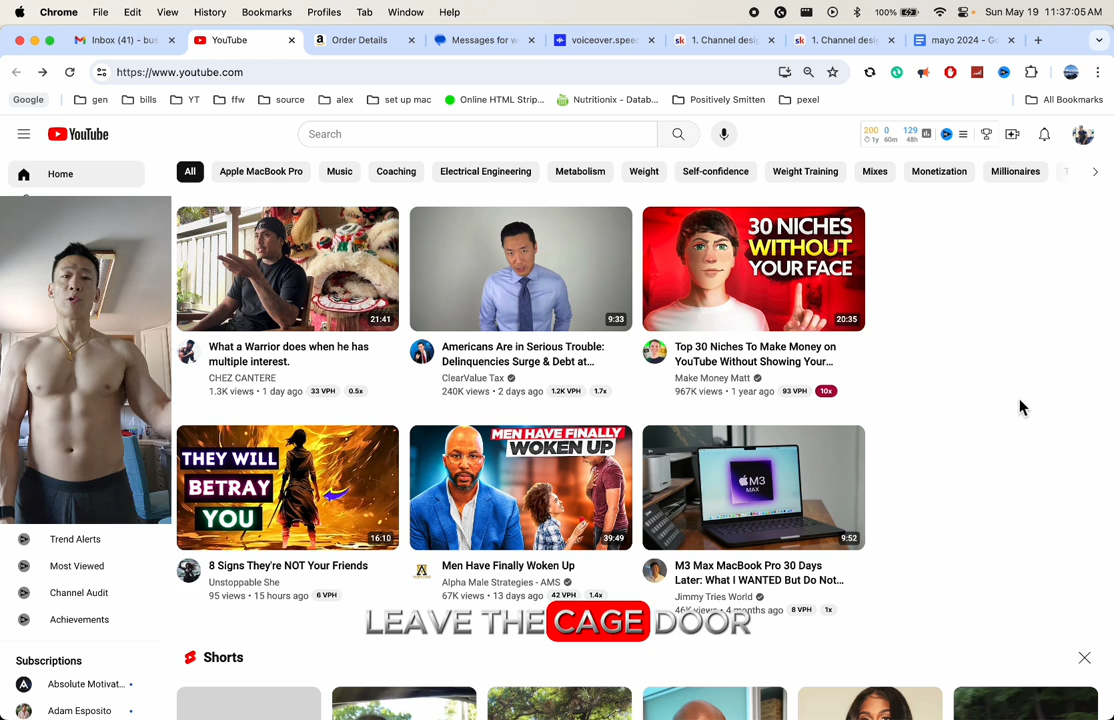 Chrome File Edit View History Bookmarks Profiles Tab Window Help 100% Sun May 19 11:37:05 AM
Inbox (41) - bus YouTube Order Details Messages for w voiceover.spee 1. Channel desig 1. Channel desig mayo 2024 - Go
https://www.youtube.com
Google gen bills YT ffw source alex set up mac Online HTML Strip... Nutritionix - Datab... Positively Smitten pexel All Bookmarks
YouTube Search 200 0 129
1y 60m 48h
Home All Apple MacBook Pro Music Coaching Electrical Engineering Metabolism Weight Self-confidence Weight Training Mixes Monetization Millionaires
30 NICHES
WITHOUT
YOUR FACE
21:41 9:33 20:35
What a Warrior does when he has
multiple interest.
CHEZ CANTERE
1.3K views • 1 day ago 33 VPH 0.5x
Americans Are in Serious Trouble:
Delinquencies Surge & Debt at...
ClearValue Tax
240K views • 2 days ago 1.2K VPH 1.7x
Top 30 Niches To Make Money on
YouTube Without Showing Your...
Make Money Matt
967K views • 1 year ago 93 VPH 10x
THEY WILL
BETRAY
YOU
16:10
MEN HAVE FINALLY
WOKEN UP
39:49
M3
MAX
9:52
8 Signs They're NOT Your Friends
Unstoppable She
95 views • 15 hours ago 6 VPH
Men Have Finally Woken Up
Alpha Male Strategies - AMS
67K views • 13 days ago 42 VPH 1.4x
M3 Max MacBook Pro 30 Days
Later: What I WANTED But Do Not...
Jimmy Tries World
46K views • 4 months ago 8 VPH 1x
LEAVE THE CAGE DOOR
Trend Alerts
Most Viewed
Channel Audit
Achievements
Subscriptions
Absolute Motivat...
Adam Esposito
Shorts